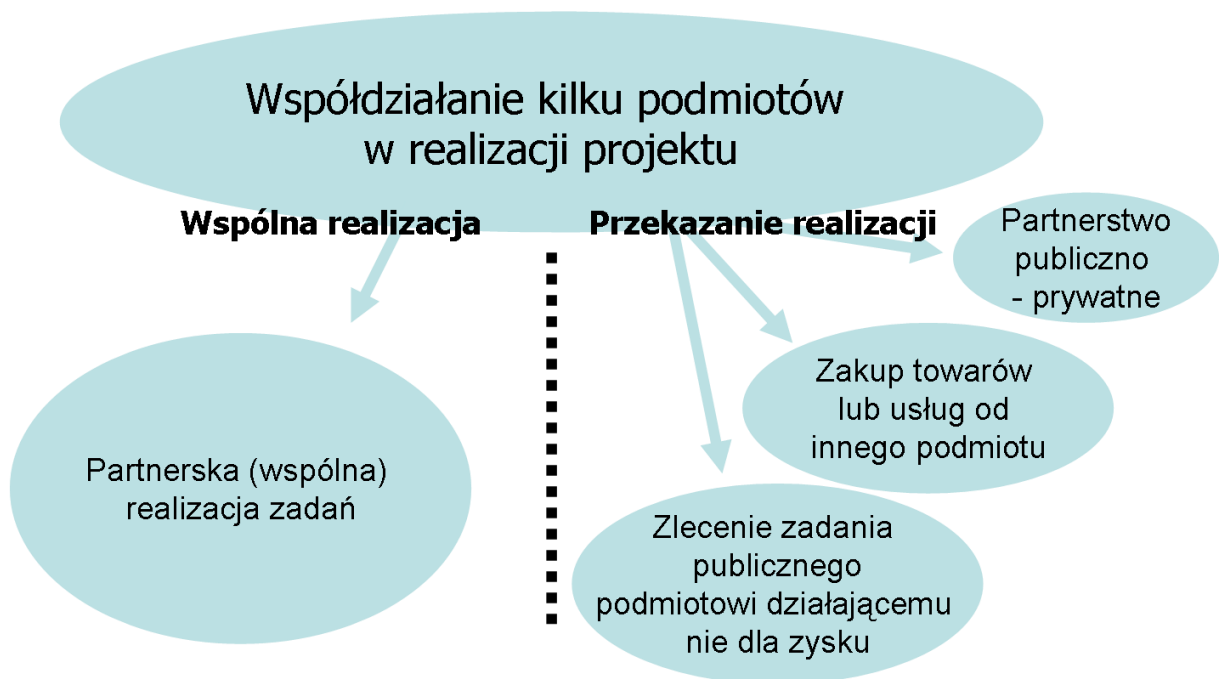 Współdziałanie kilku podmiotów
w realizacji projektu
Wspólna realizacja
Przekazanie realizacji
Partnerstwo
publiczno
- prywatne
Zakup towarów
lub usług od
innego podmiotu
Partnerska (wspólna)
realizacja zadań
Zlecenie zadania
publicznego
podmiotowi działającemu
nie dla zysku